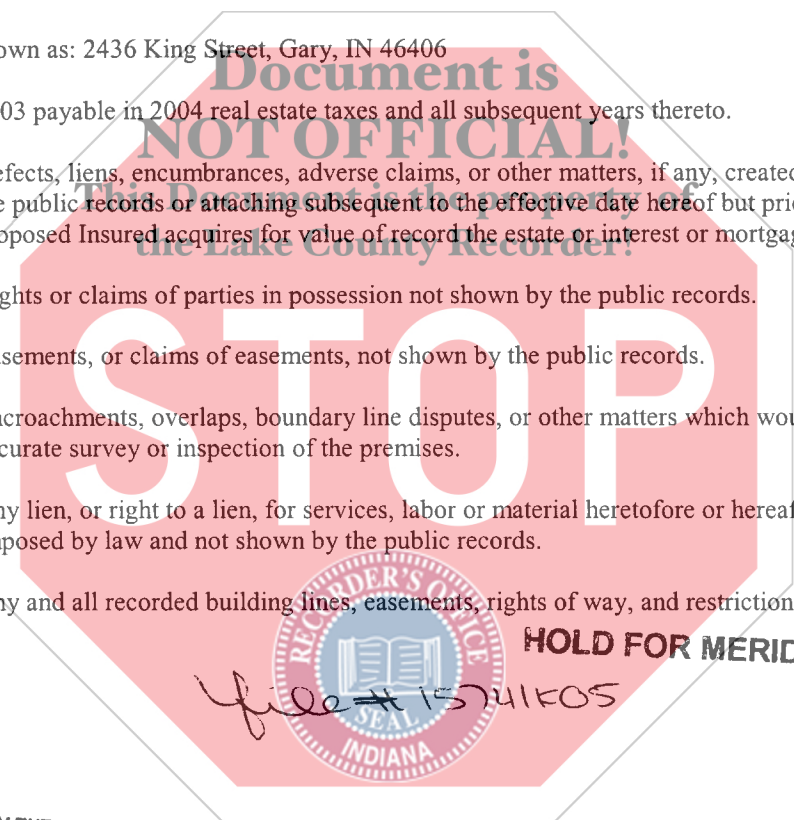 own as: 2436 King Street, Gary, IN 46406
Document is
03 payable in 2004 real estate taxes and all subsequent years thereto.
NOT OFFICIAL!
efects, liens, encumbrances, adverse claims, or other matters, if any, created
This Document is the property of
e public records or attaching subsequent to the effective date hereof but pri
oposed Insured acquires for value of record the estate or interest or mortgag
the Lake County Recorder!
ghts or claims of parties in possession not shown by the public records.
STOP
asements, or claims of easements, not shown by the public records.
ncroachments, overlaps, boundary line disputes, or other matters which wou
curate survey or inspection of the premises.
ny lien, or right to a lien, for services, labor or material heretofore or hereaf
mposed by law and not shown by the public records.
ny and all recorded building lines, easements, rights of way, and restriction
RECORDER'S OFFICE
HOLD FOR MERID
file # 15741K05
SEAL
INDIANA